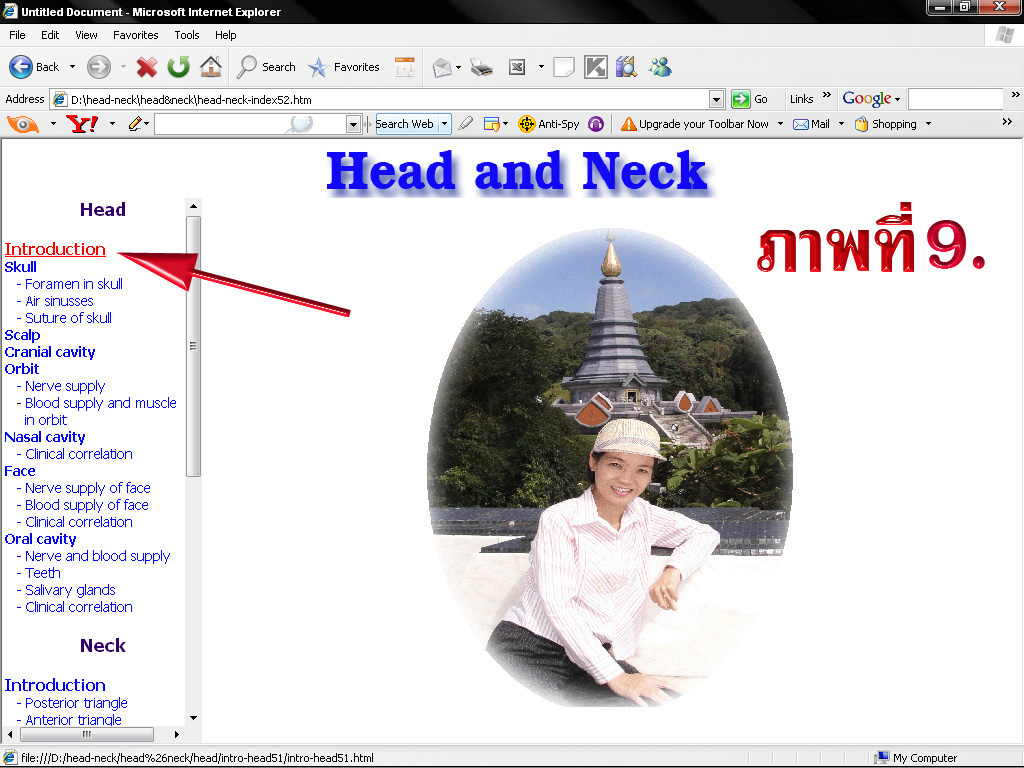 Untitled Document - Microsoft Internet Explorer
File Edit View Favorites Tools Help
Back Search Favorites
Address D:\head-neck\head&neck\head-neck-index52.htm Go Links » Google »
Y! Search Web Anti-Spy Upgrade your Toolbar Now Mail Shopping »
Head and Neck
ภาพที่ 9.
Head
Introduction
Skull
- Foramen in skull
- Air sinusses
- Suture of skull
Scalp
Cranial cavity
Orbit
- Nerve supply
- Blood supply and muscle
in orbit
Nasal cavity
- Clinical correlation
Face
- Nerve supply of face
- Blood supply of face
- Clinical correlation
Oral cavity
- Nerve and blood supply
- Teeth
- Salivary glands
- Clinical correlation
Neck
Introduction
- Posterior triangle
- Anterior triangle
file:///D:/head-neck/head%26neck/head/intro-head51/intro-head51.html My Computer